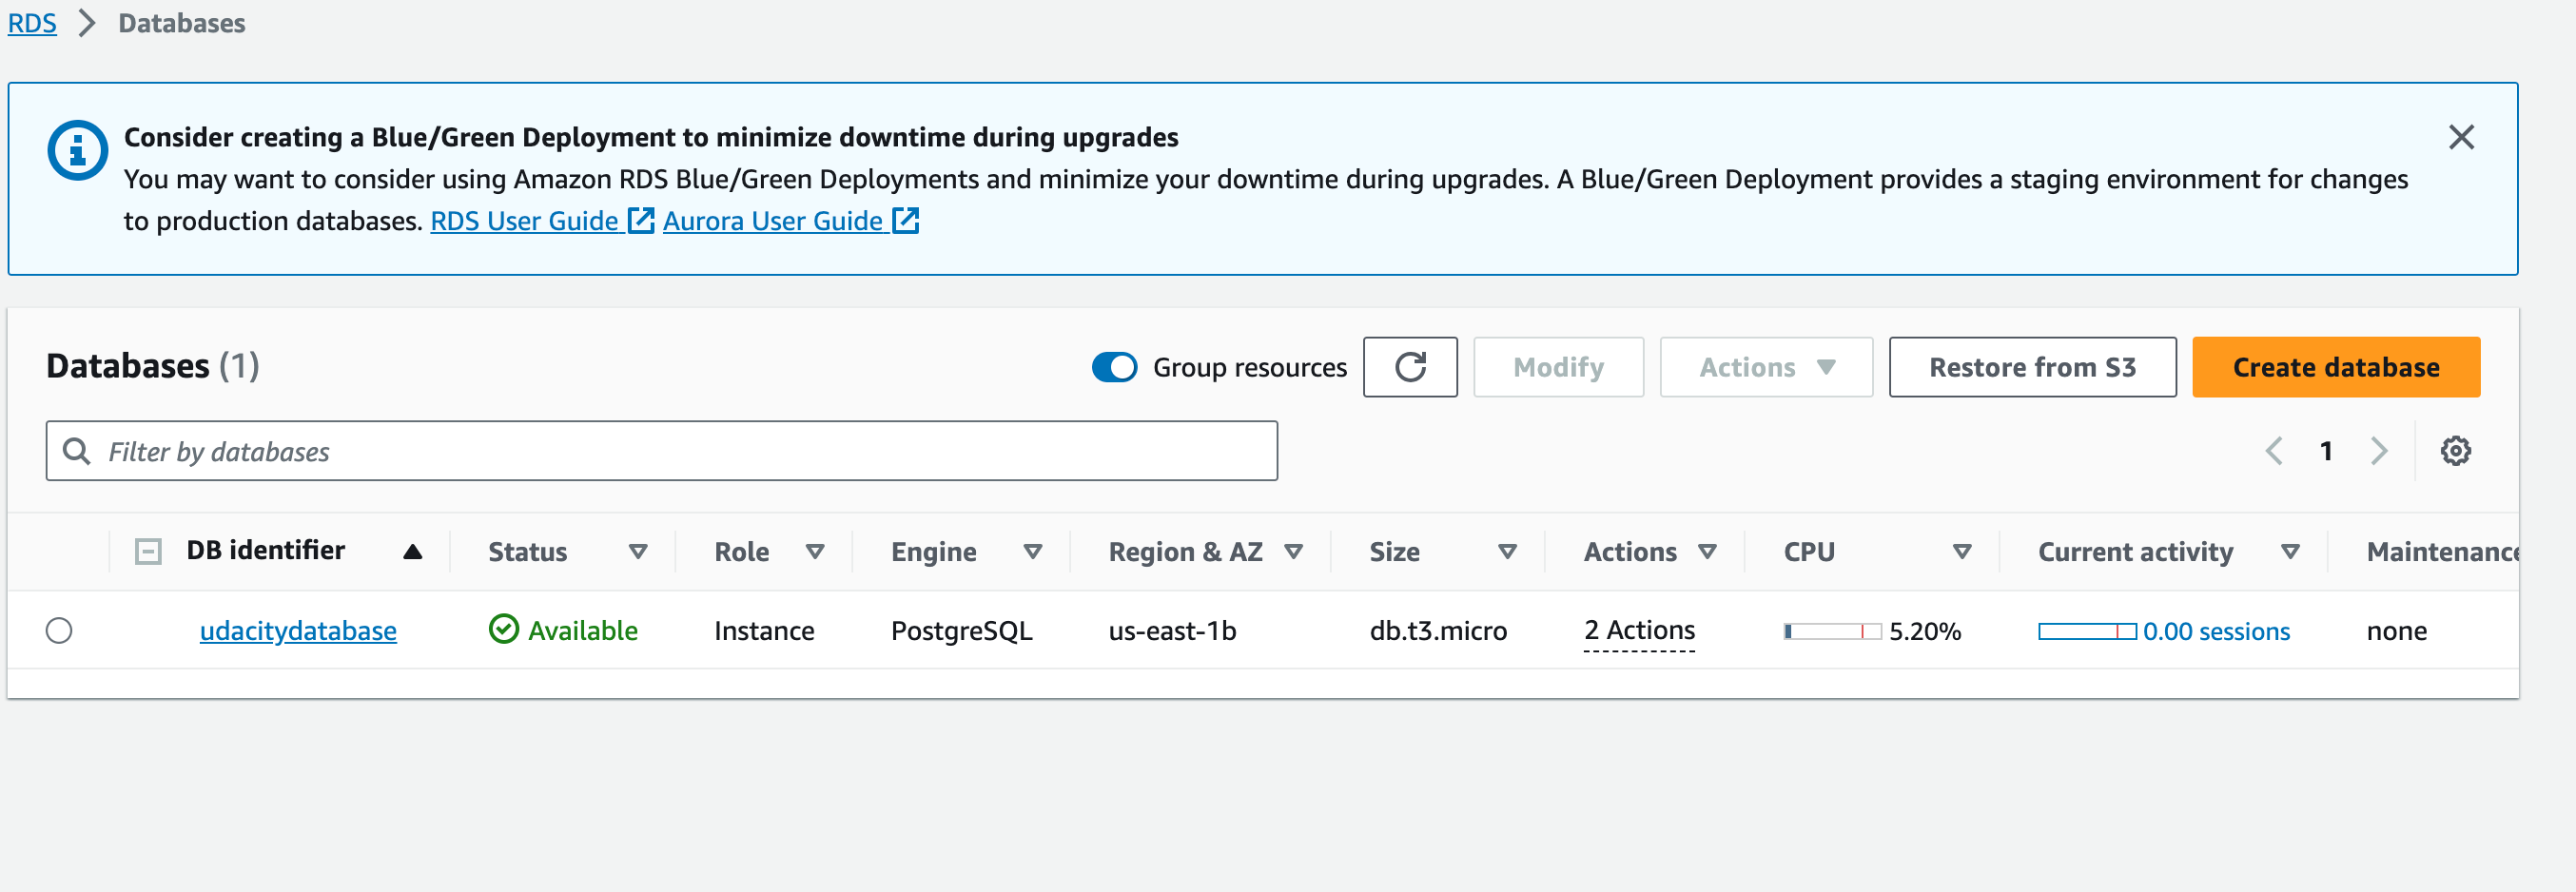 RDS > Databases
Consider creating a Blue/Green Deployment to minimize downtime during upgrades
You may want to consider using Amazon RDS Blue/Green Deployments and minimize your downtime during upgrades. A Blue/Green Deployment provides a staging environment for changes
to production databases. RDS User Guide Aurora User Guide
Databases (1) Group resources Modify Actions Restore from S3 Create database
Filter by databases 1
DB identifier Status Role Engine Region & AZ Size Actions CPU Current activity Maintenance
udacitydatabase Available Instance PostgreSQL us-east-1b db.t3.micro 2 Actions 5.20% 0.00 sessions none